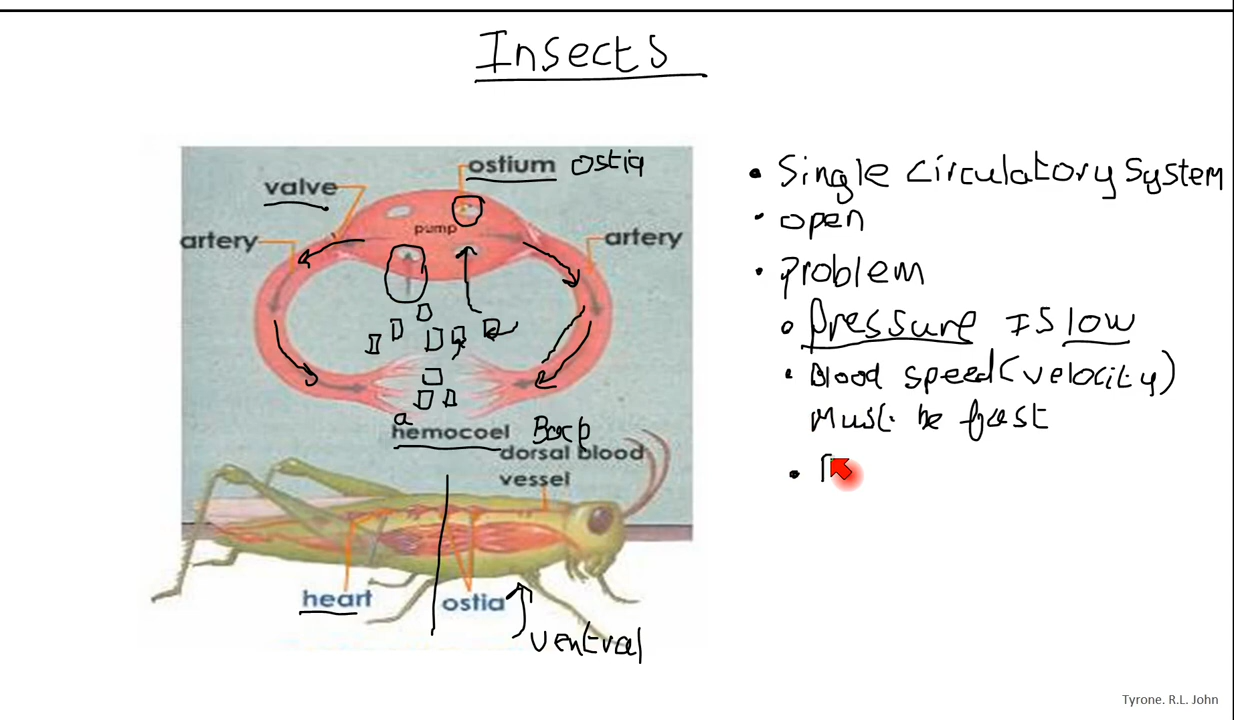 Insects
ostium ostia
valve
pump
artery
artery
a
hemocoel Back
dorsal blood
vessel
heart
ostia
ventral
• Single circulatory system
• open
• problem
o Pressure Is low
• Blood speed (velocity)
Must be fast
•
Tyrone. R.L. John